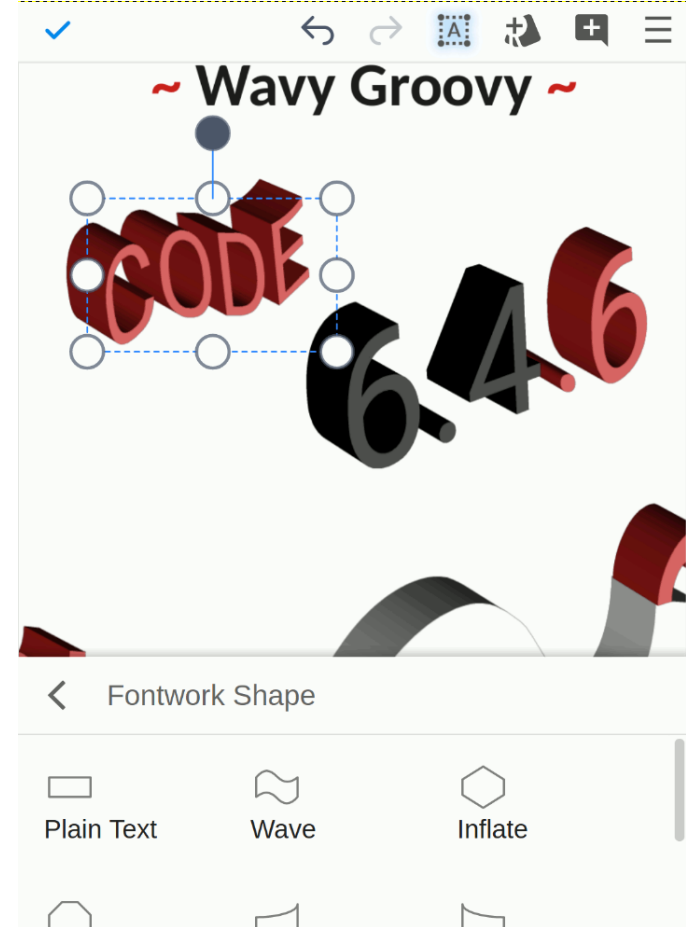 ~ Wavy Groovy ~
CODE
6.4.6
Fontwork Shape
Plain Text
Wave
Inflate